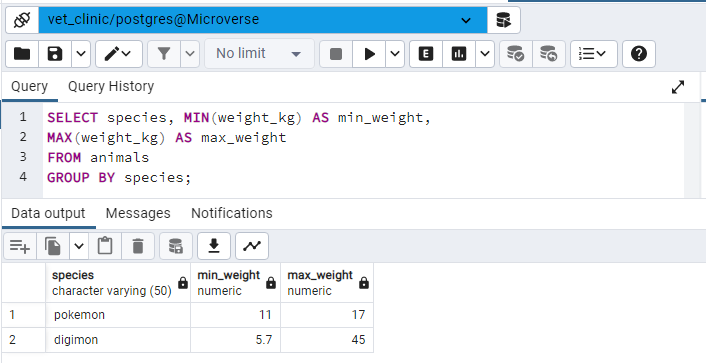 vet_clinic/postgres@Microverse
No limit
E
Query
Query History
1 SELECT species, MIN(weight_kg) AS min_weight,
2 MAX(weight_kg) AS max_weight
3 FROM animals
4 GROUP BY species;
Data output
Messages
Notifications
species
character varying (50)
min_weight
numeric
max_weight
numeric
1 pokemon 11 17
2 digimon 5.7 45